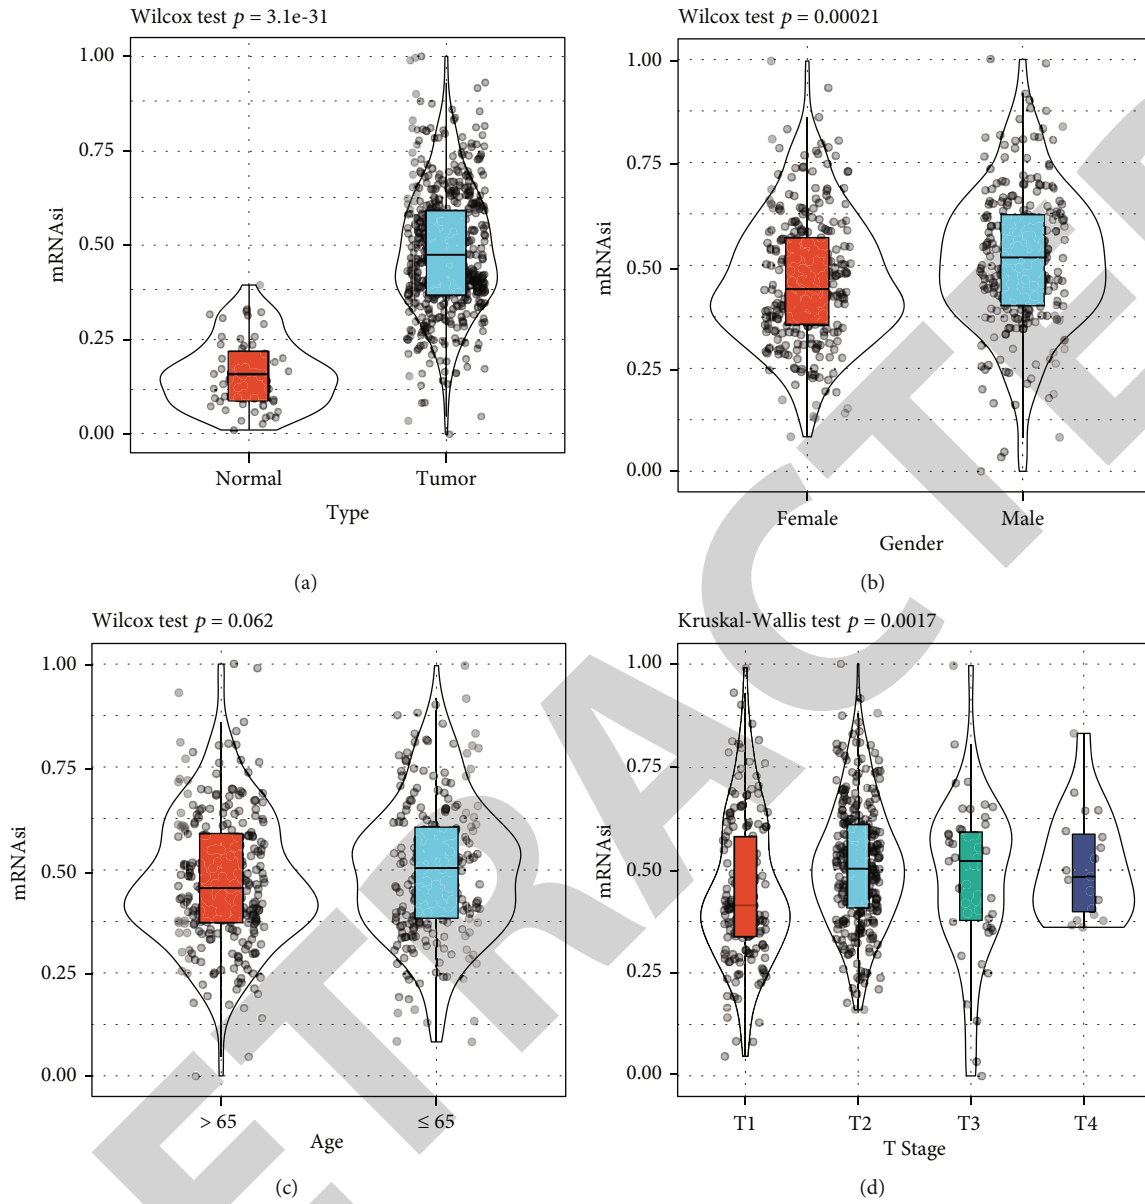 Wilcox test p = 3.1e-31
1.00
0.75
0.50
0.25
0.00
mRNAsi
Normal Tumor
Type
(a)
Wilcox test p = 0.00021
1.00
0.75
0.50
0.25
0.00
mRNAsi
Female Male
Gender
(b)
Wilcox test p = 0.062
1.00
0.75
0.50
0.25
0.00
mRNAsi
> 65 ≤ 65
Age
(c)
Kruskal-Wallis test p = 0.0017
1.00
0.75
0.50
0.25
0.00
mRNAsi
T1 T2 T3 T4
T Stage
(d)
ETRACTE